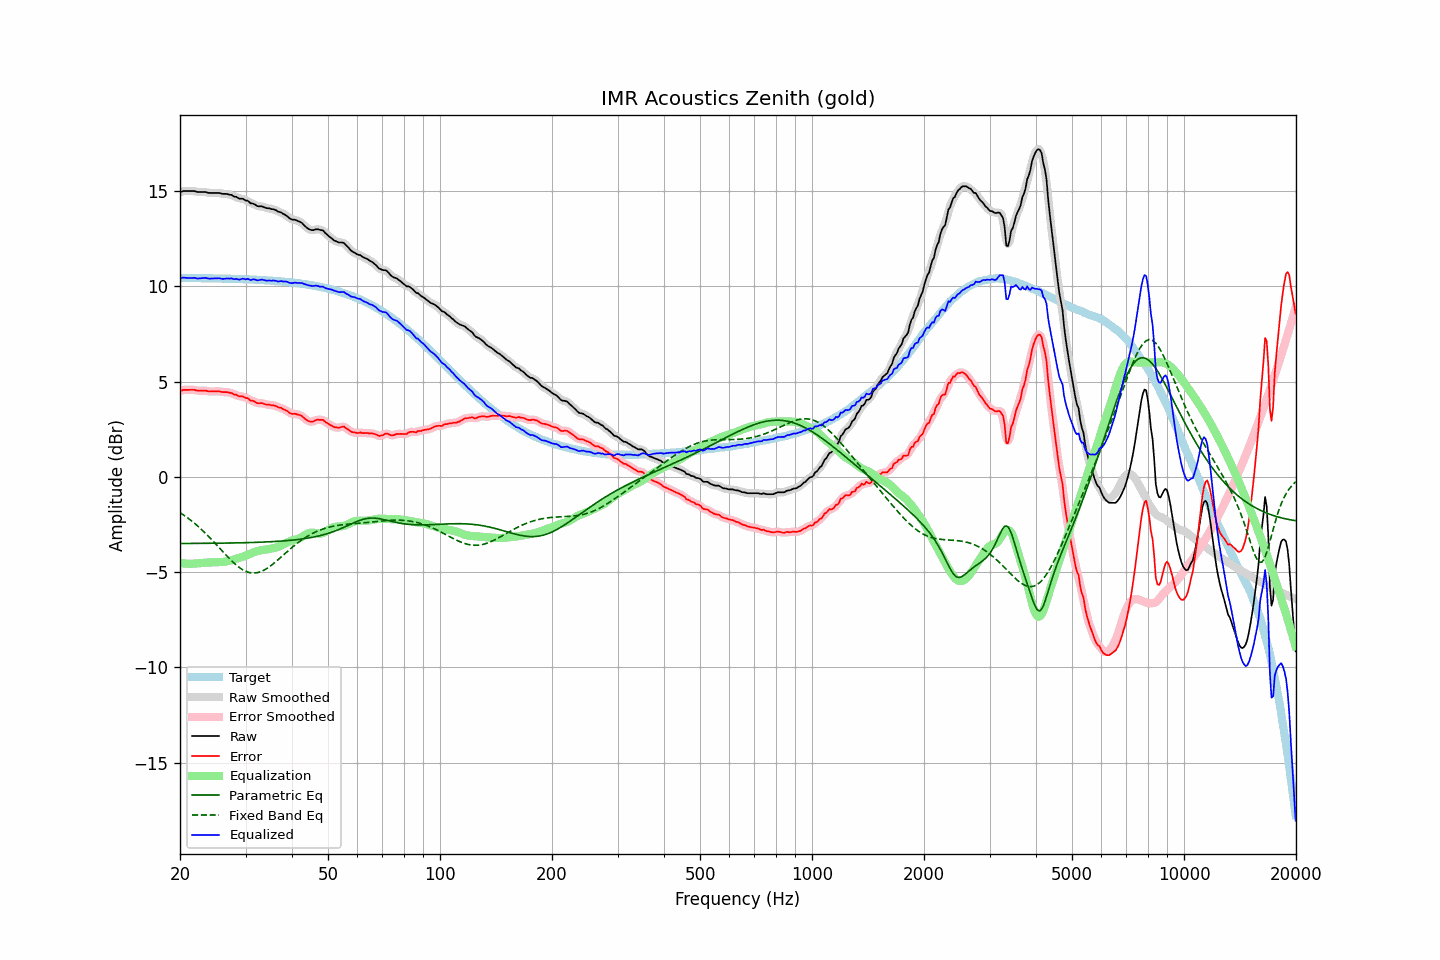 IMR Acoustics Zenith (gold)
Amplitude (dBr)
15
10
5
0
−5
−10
−15
Target
Raw Smoothed
Error Smoothed
Raw
Error
Equalization
Parametric Eq
Fixed Band Eq
Equalized
20 50 100 200 500 1000 2000 5000 10000 20000
Frequency (Hz)